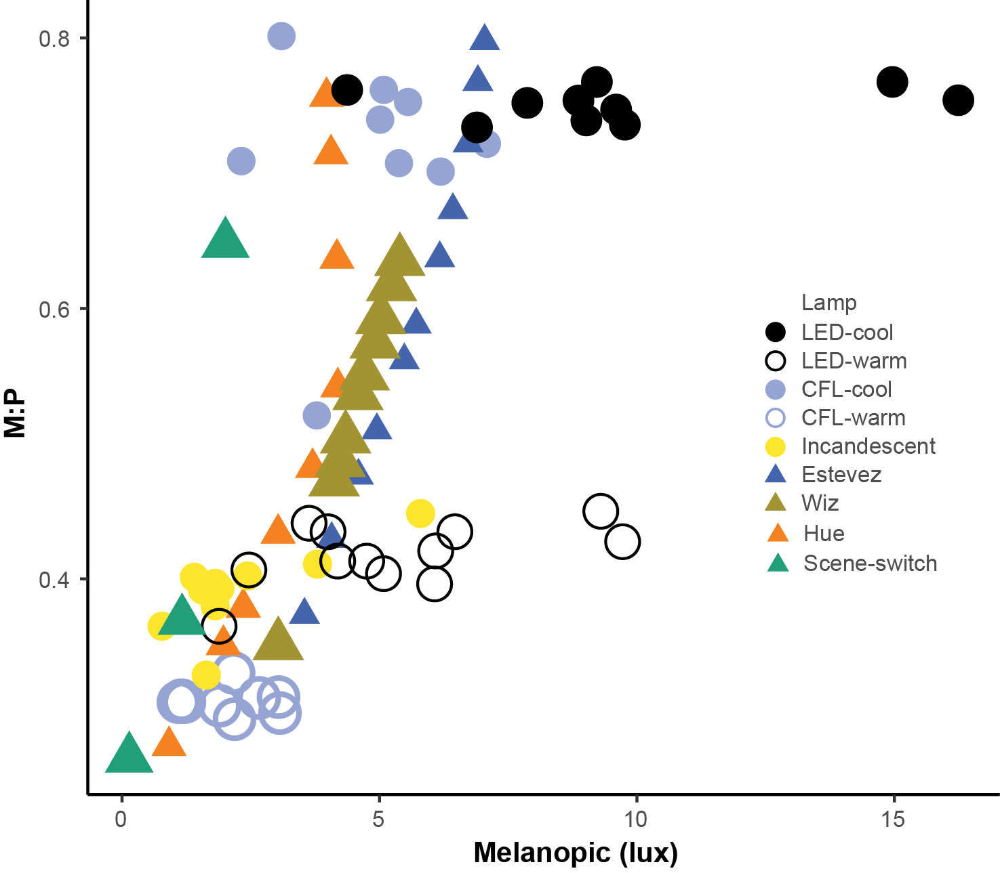 0.8
0.6
0.4
M:P
Lamp
LED-cool
LED-warm
CFL-cool
CFL-warm
Incandescent
Estevez
Wiz
Hue
Scene-switch
0 5 10 15
Melanopic (lux)